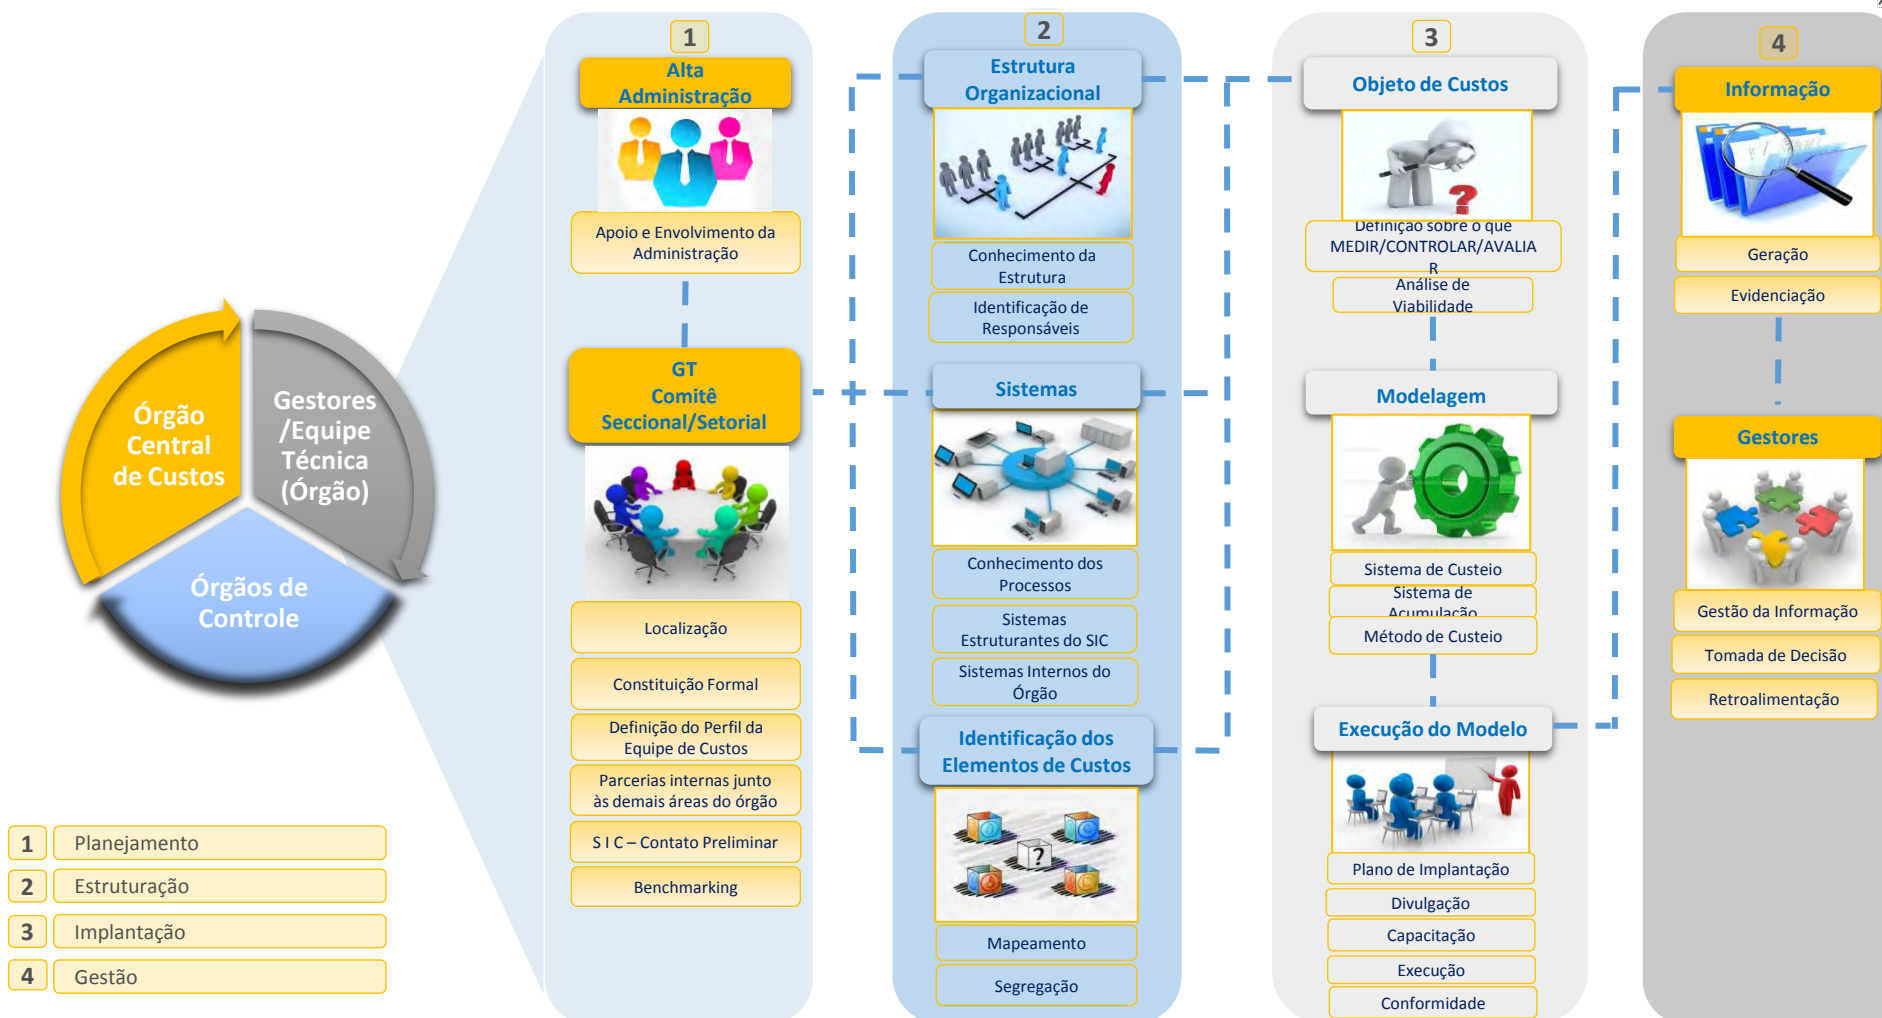 Órgão
Central
de Custos
Gestores
/Equipe
Técnica
(Órgão)
Órgãos de
Controle
1
Planejamento
2
Estruturação
3
Implantação
4
Gestão
1
Alta
Administração
Apoio e Envolvimento da
Administração
GT
Comitê
Seccional/Setorial
Localização
Constituição Formal
Definição do Perfil da
Equipe de Custos
Parcerias internas junto
às demais áreas do órgão
S I C – Contato Preliminar
Benchmarking
2
Estrutura
Organizacional
Conhecimento da
Estrutura
Identificação de
Responsáveis
Sistemas
Conhecimento dos
Processos
Sistemas
Estruturantes do SIC
Sistemas Internos do
Órgão
Identificação dos
Elementos de Custos
?
Mapeamento
Segregação
3
Objeto de Custos
?
Definição sobre o que
MEDIR/CONTROLAR/AVALIA
R
Análise de
Viabilidade
Modelagem
Sistema de Custeio
Sistema de
Acumulação
Método de Custeio
Execução do Modelo
Plano de Implantação
Divulgação
Capacitação
Execução
Conformidade
4
Informação
Geração
Evidenciação
Gestores
Gestão da Informação
Tomada de Decisão
Retroalimentação